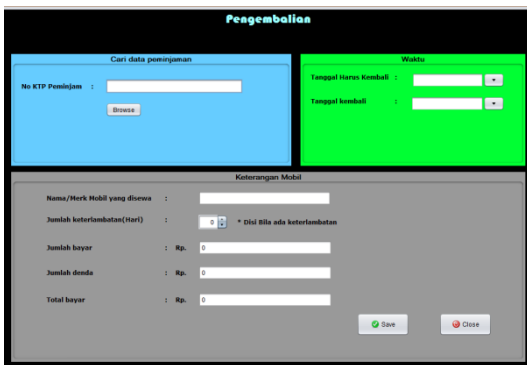 Pengembalian
Cari data peminjaman
No KTP Peminjam :
Browse
Waktu
Tanggal Harus Kembali :
Tanggal kembali :
Keterangan Mobil
Nama/Merk Mobil yang disewa :
Jumlah keterlambatan(Hari) : 0 * Disi Bila ada keterlambatan
Jumlah bayar : Rp. 0
Jumlah denda : Rp. 0
Total bayar : Rp. 0
Save Close